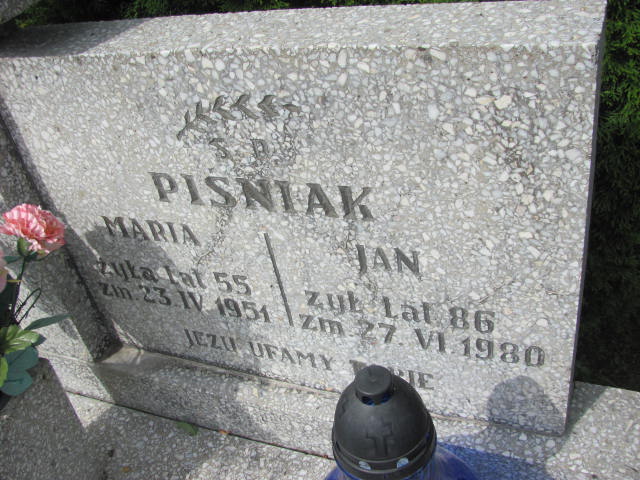 Ś. P.
PIŚNIAK
MARIA
żyła lat 55
zm. 23.IV 1951
JAN
żył lat 86
zm 27. VI. 1980
JEZU UFAMY TOBIE